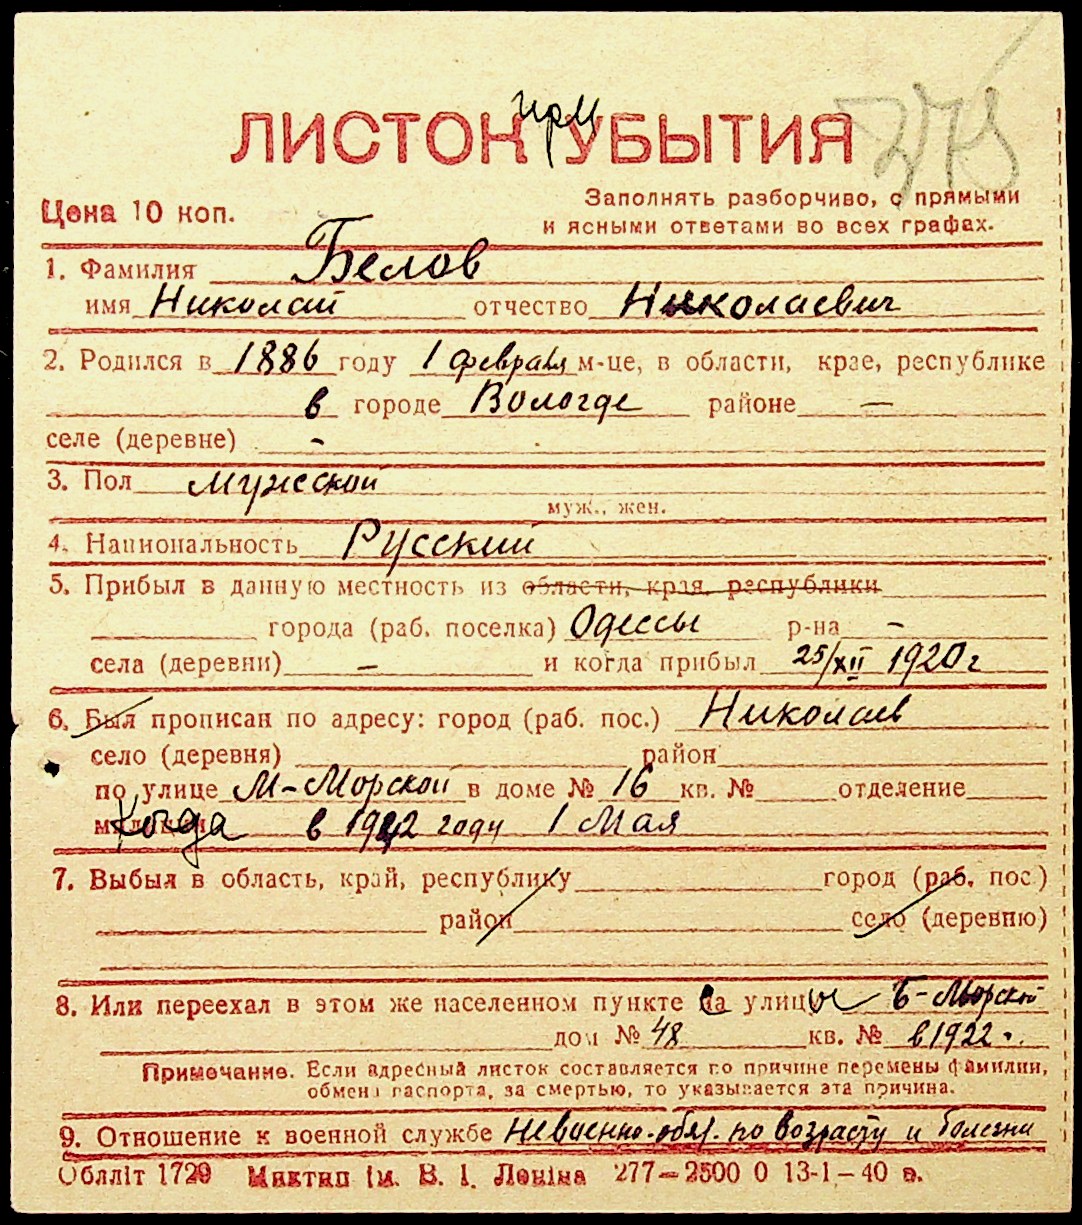 275
при
ЛИСТОК УБЫТИЯ
Цена 10 коп.
Заполнять разборчиво, с прямыми
и ясными ответами во всех графах.
1. Фамилия Белов
имя Николай отчество Николаевич
2. Родился в 1886 году 1 февраля м-це, в области, крае, республике
в городе Вологде районе —
селе (деревне) -
3. Пол мужской
муж., жен.
4. Национальность Русский
5. Прибыл в данную местность из области, края, республики
города (раб. поселка) Одессы р-на —
села (деревни) — и когда прибыл 25/XII 1920 г
6. Был прописан по адресу: город (раб. пос.) Николаев
село (деревня) район
по улице М-Морской в доме № 16 кв. № отделение
милиции Когда в 1922 году 1 Мая
7. Выбыл в область, край, республику город (раб. пос.)
район село (деревню)
8. Или переехал в этом же населенном пункте на улицы Б-Морской
дом № 48 кв. № в 1922 г.
Примечание. Если адресный листок составляется по причине перемены фамилии,
обмена паспорта, за смертью, то указывается эта причина.
9. Отношение к военной службе Невоенно-обяз. по возрасту и болезни
Облліт 1729 Миктип ім. В. І. Леніна 277—2500 0 13-1-40 в.